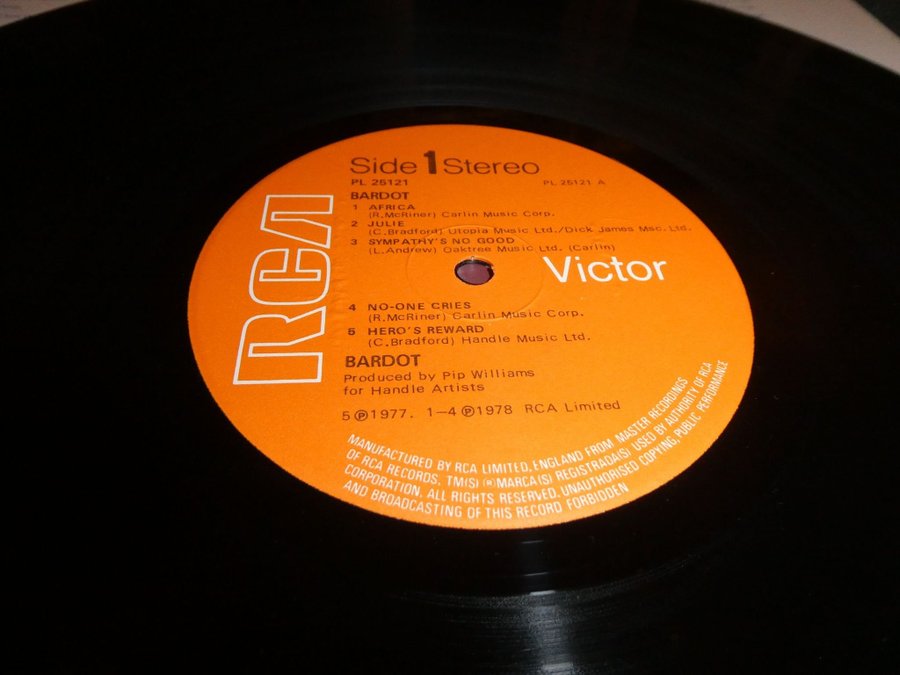 RCA
Side 1 Stereo
PL 25121 PL 25121 A
BARDOT
1 AFRICA
(R.McRiner) Carlin Music Corp.
2 JULIE
(C.Bradford) Utopia Music Ltd./Dick James Msc. Ltd.
3 SYMPATHY'S NO GOOD
(L.Andrew) Oaktree Music Ltd. (Carlin)
Victor
4 NO-ONE CRIES
(R.McRiner) Carlin Music Corp.
5 HERO'S REWARD
(C.Bradford) Handle Music Ltd.
BARDOT
Produced by Pip Williams
for Handle Artists
5 ℗ 1977. 1-4 ℗ 1978 RCA Limited
MANUFACTURED BY RCA LIMITED, ENGLAND FROM MASTER RECORDINGS
OF RCA RECORDS. TM(S) ® MARCA(S) REGISTRADA(S) USED BY AUTHORITY OF RCA
CORPORATION. ALL RIGHTS RESERVED. UNAUTHORISED COPYING, PUBLIC PERFORMANCE
AND BROADCASTING OF THIS RECORD FORBIDDEN